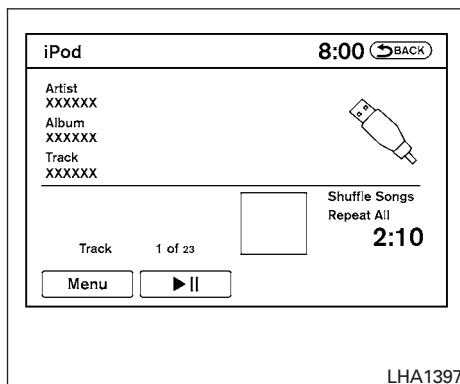 iPod 8:00 BACK
Artist
XXXXXX
Album
XXXXXX
Track
XXXXXX
Shuffle Songs
Repeat All
2:10
Track 1 of 23
Menu
LHA1397